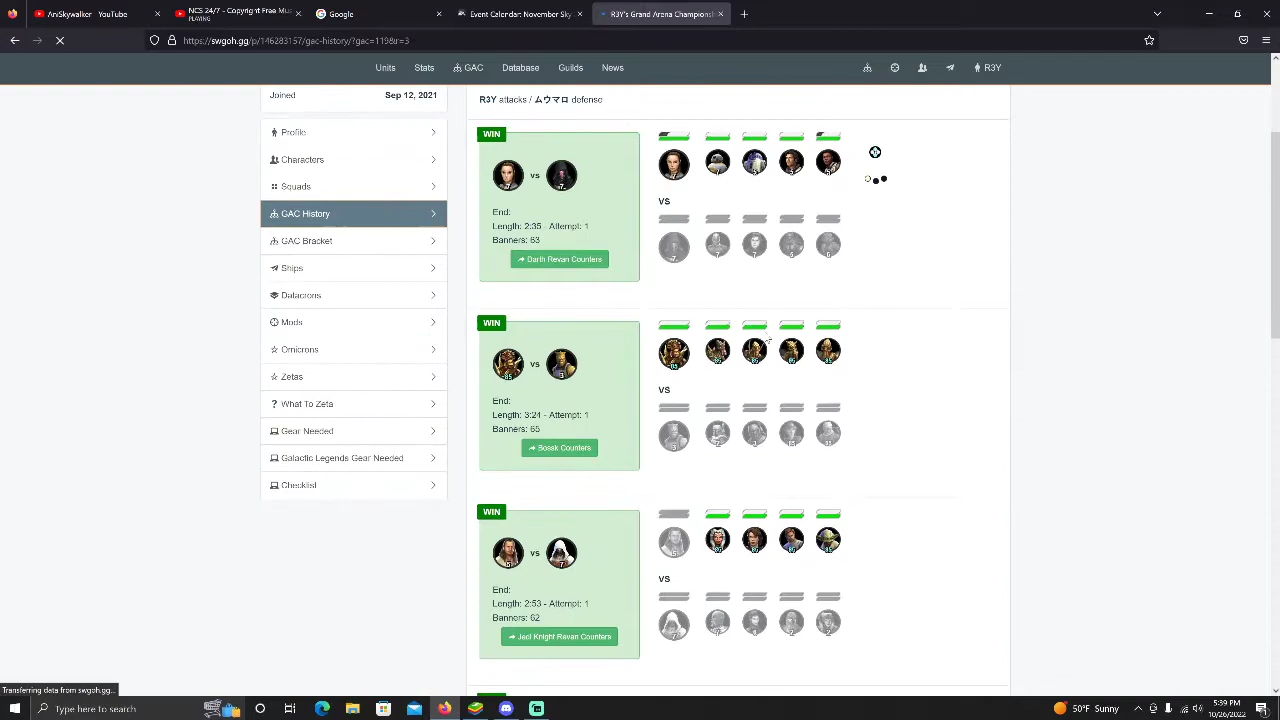 AniSkywalker - YouTube
NCS 24/7 - Copyright Free Mus
PLAYING
Google
Event Calendar: November Sky
R3Y's Grand Arena Champions
https://swgoh.gg/p/146283157/gac-history/?gac=119&r=3
Units
Stats
GAC
Database
Guilds
News
R3Y
Joined
Sep 12, 2021
Profile
Characters
Squads
GAC History
GAC Bracket
Ships
Datacrons
Mods
Omicrons
Zetas
What To Zeta
Gear Needed
Galactic Legends Gear Needed
Checklist
R3Y attacks / ムウマロ defense
WIN
vs
End:
Length: 2:35 - Attempt: 1
Banners: 63
Darth Revan Counters
VS
WIN
vs
End:
Length: 3:21 - Attempt: 1
Banners: 65
Bossk Counters
VS
WIN
vs
End:
Length: 2:53 - Attempt: 1
Banners: 62
Jedi Knight Revan Counters
VS
Transferring data from swgoh.gg...
Type here to search
50°F Sunny
5:39 PM
10/26/2022